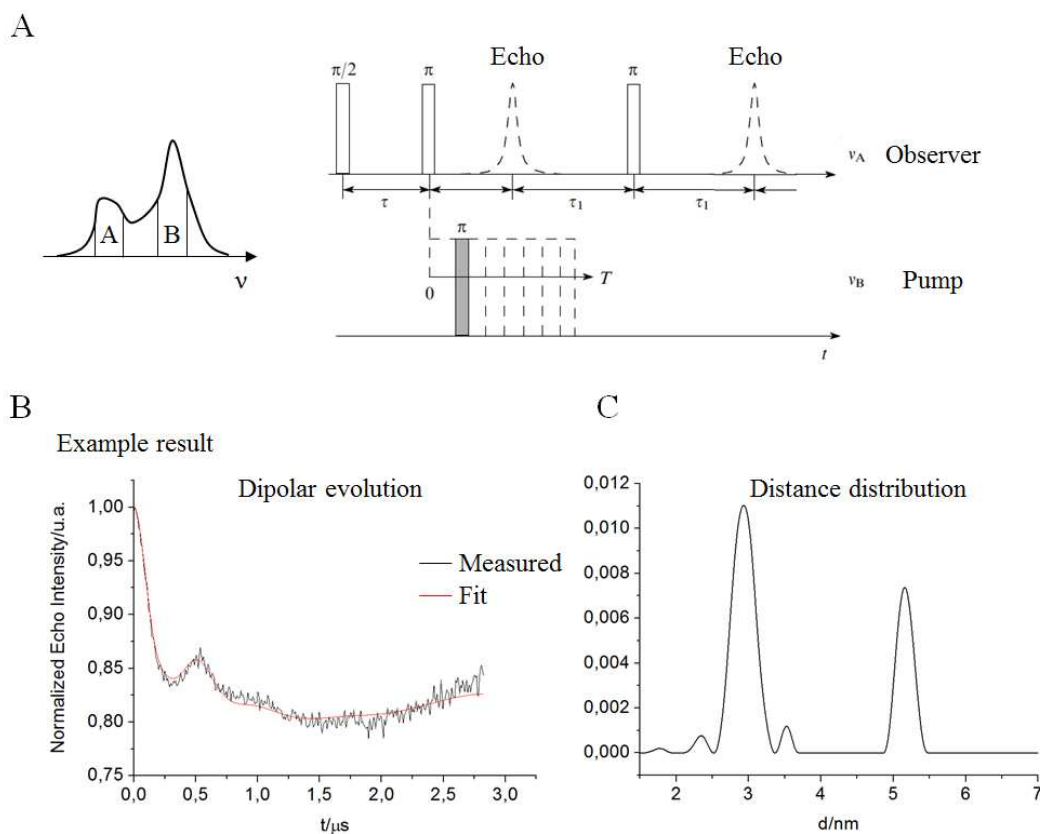 A
π/2 π Echo π Echo
ν_A Observer
τ τ₁ τ₁
A B
ν
π
0 T
ν_B Pump
t
B
Example result
Dipolar evolution
Normalized Echo Intensity/u.a.
1,00
0,95
0,90
0,85
0,80
0,75
Measured
Fit
0,0 0,5 1,0 1,5 2,0 2,5 3,0
t/μs
C
Distance distribution
0,012
0,010
0,008
0,006
0,004
0,002
0,000
2 3 4 5 6 7
d/nm